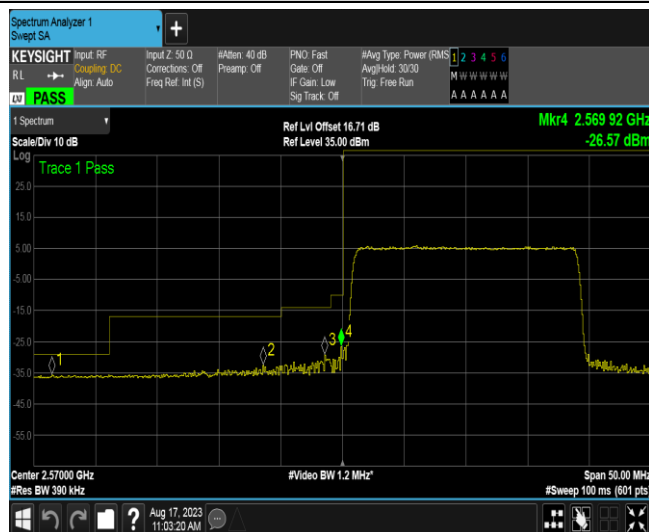 Spectrum Analyzer 1
Swept SA
+
KEYSIGHT
RL
LXI PASS
Input: RF
Coupling: DC
Align: Auto
Input Z: 50 Ω
Corrections: Off
Freq Ref: Int (S)
#Atten: 40 dB
Preamp: Off
PNO: Fast
Gate: Off
IF Gain: Low
Sig Track: Off
#Avg Type: Power (RMS
Avg|Hold: 30/30
Trig: Free Run
1 2 3 4 5 6
M W W W W W
A A A A A A
1 Spectrum
Scale/Div 10 dB
Ref Lvl Offset 16.71 dB
Ref Level 35.00 dBm
Mkr4 2.569 92 GHz
-26.57 dBm
Log
Trace 1 Pass
25.0
15.0
5.00
-5.00
-15.0
-25.0
-35.0
-45.0
-55.0
1
2
3
4
Center 2.57000 GHz
#Res BW 390 kHz
#Video BW 1.2 MHz*
Span 50.00 MHz
#Sweep 100 ms (601 pts)
?
Aug 17, 2023
11:03:20 AM